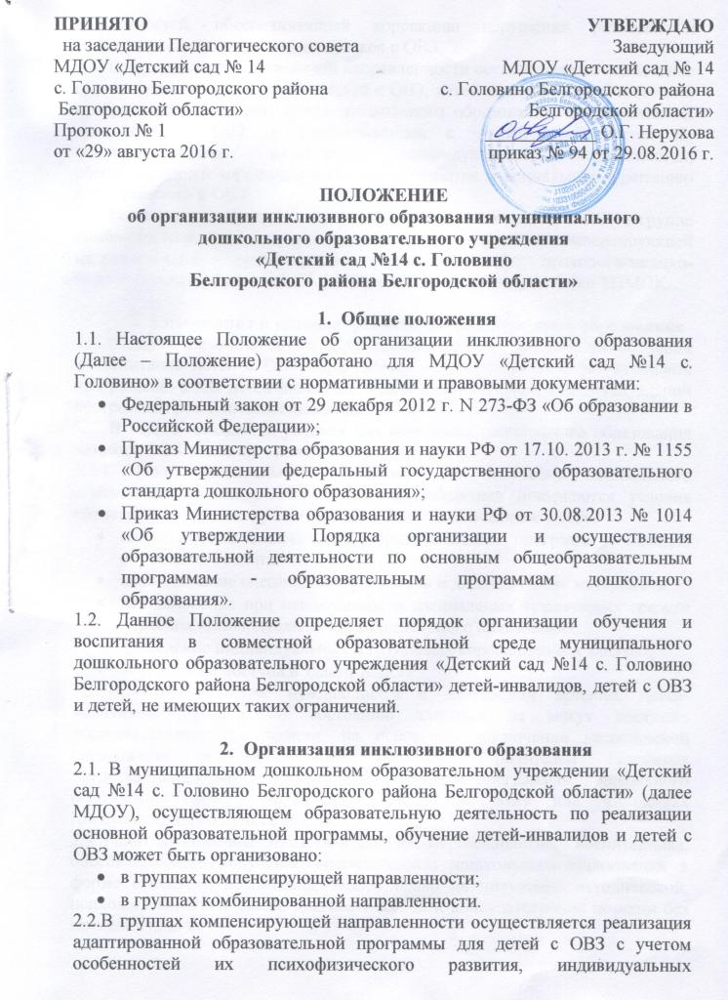 ПРИНЯТО УТВЕРЖДАЮ
на заседании Педагогического совета Заведующий
МДОУ «Детский сад № 14 МДОУ «Детский сад № 14
с. Головино Белгородского района с. Головино Белгородского района
Белгородской области» Белгородской области»
Протокол № 1 О.Г. Нерухова
от «29» августа 2016 г. приказ № 94 от 29.08.2016 г.
ПОЛОЖЕНИЕ
об организации инклюзивного образования муниципального
дошкольного образовательного учреждения
«Детский сад №14 с. Головино
Белгородского района Белгородской области»
1. Общие положения
1.1. Настоящее Положение об организации инклюзивного образования
(Далее – Положение) разработано для МДОУ «Детский сад №14 с.
Головино» в соответствии с нормативными и правовыми документами:
• Федеральный закон от 29 декабря 2012 г. N 273-ФЗ «Об образовании в
Российской Федерации»;
• Приказ Министерства образования и науки РФ от 17.10. 2013 г. № 1155
«Об утверждении федеральный государственного образовательного
стандарта дошкольного образования»;
• Приказ Министерства образования и науки РФ от 30.08.2013 № 1014
«Об утверждении Порядка организации и осуществления
образовательной деятельности по основным общеобразовательным
программам - образовательным программам дошкольного
образования».
1.2. Данное Положение определяет порядок организации обучения и
воспитания в совместной образовательной среде муниципального
дошкольного образовательного учреждения «Детский сад №14 с. Головино
Белгородского района Белгородской области» детей-инвалидов, детей с ОВЗ
и детей, не имеющих таких ограничений.
2. Организация инклюзивного образования
2.1. В муниципальном дошкольном образовательном учреждении «Детский
сад №14 с. Головино Белгородского района Белгородской области» (далее
МДОУ), осуществляющем образовательную деятельность по реализации
основной образовательной программы, обучение детей-инвалидов и детей с
ОВЗ может быть организовано:
• в группах компенсирующей направленности;
• в группах комбинированной направленности.
2.2.В группах компенсирующей направленности осуществляется реализация
адаптированной образовательной программы для детей с ОВЗ с учетом
особенностей их психофизического развития, индивидуальных